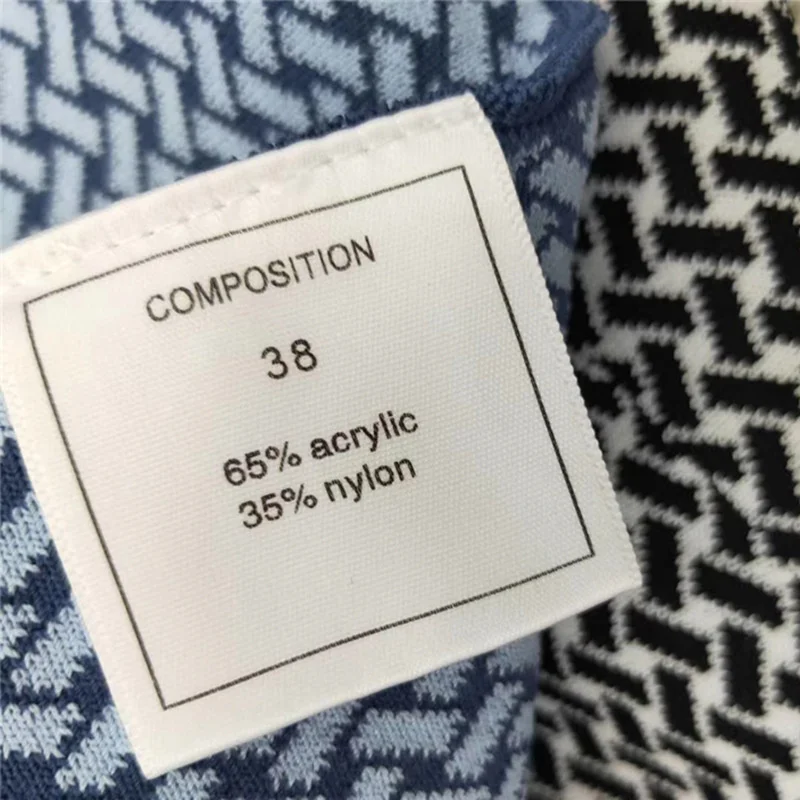 COMPOSITION
38
65% acrylic
35% nylon